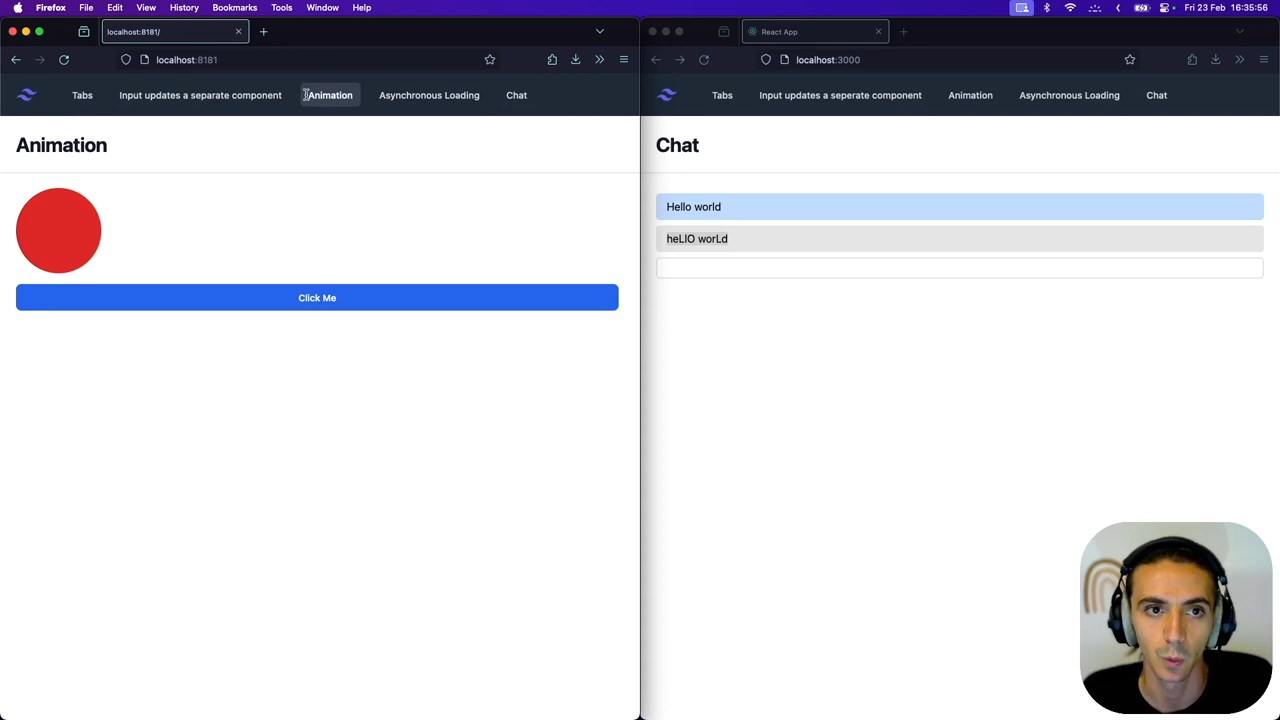 Firefox File Edit View History Bookmarks Tools Window Help Fri 23 Feb 16:35:56
localhost:8181/
localhost:8181
Tabs Input updates a separate component Animation Asynchronous Loading Chat
Animation
Click Me
React App
localhost:3000
Tabs Input updates a seperate component Animation Asynchronous Loading Chat
Chat
Hello world
heLlO worLd